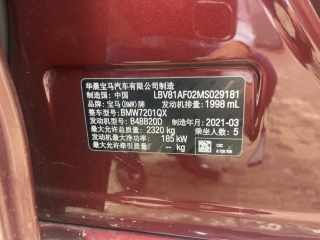 华晨宝马汽车有限公司制造
制造国：中国 LBV81AF02MS029181
品牌：宝马(BMW)牌 发动机排量：1998 mL
整车型号：BMW7201QX
发动机型号：B48B20D 制造年月：2021-03
最大允许总质量：2320 kg 乘坐人数：5
发动机最大净功率：185 kW
最大允许牵引质量：-/- kg